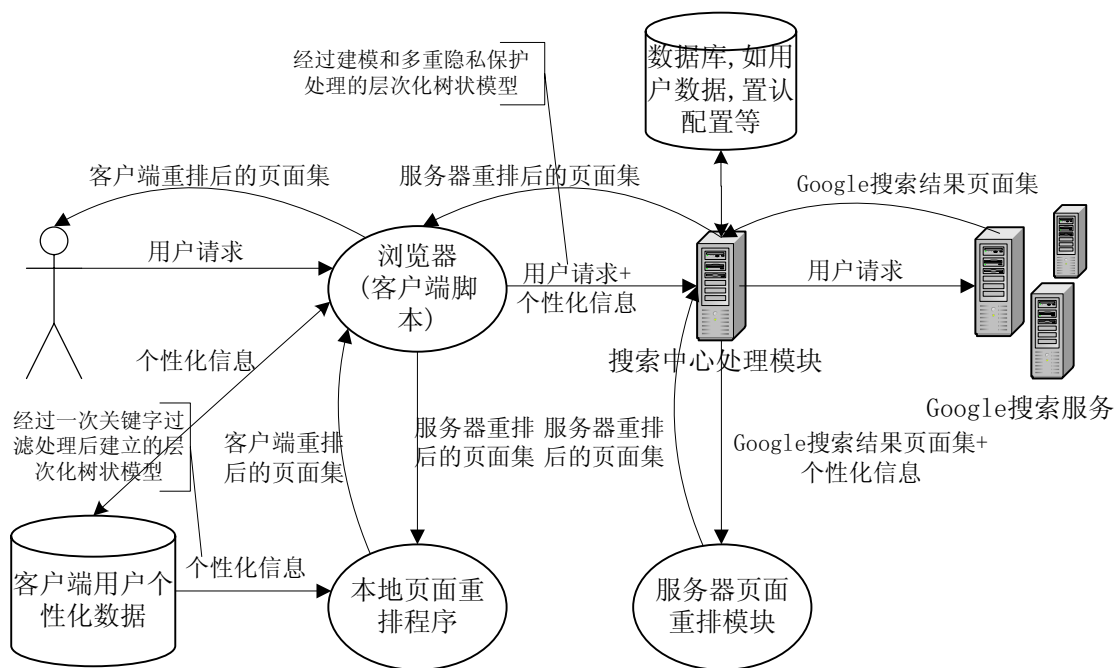 经过建模和多重隐私保护
处理的层次化树状模型
数据库,如用
户数据,置认
配置等
客户端重排后的页面集
服务器重排后的页面集
Google搜索结果页面集
用户请求
浏览器
(客户端脚
本)
用户请求+
个性化信息
用户请求
搜索中心处理模块
Google搜索服务
个性化信息
经过一次关键字过
滤处理后建立的层
次化树状模型
客户端重排
后的页面集
服务器重排
后的页面集
服务器重排
后的页面集
Google搜索结果页面集+
个性化信息
客户端用户个
性化数据
个性化信息
本地页面重
排程序
服务器页面
重排模块